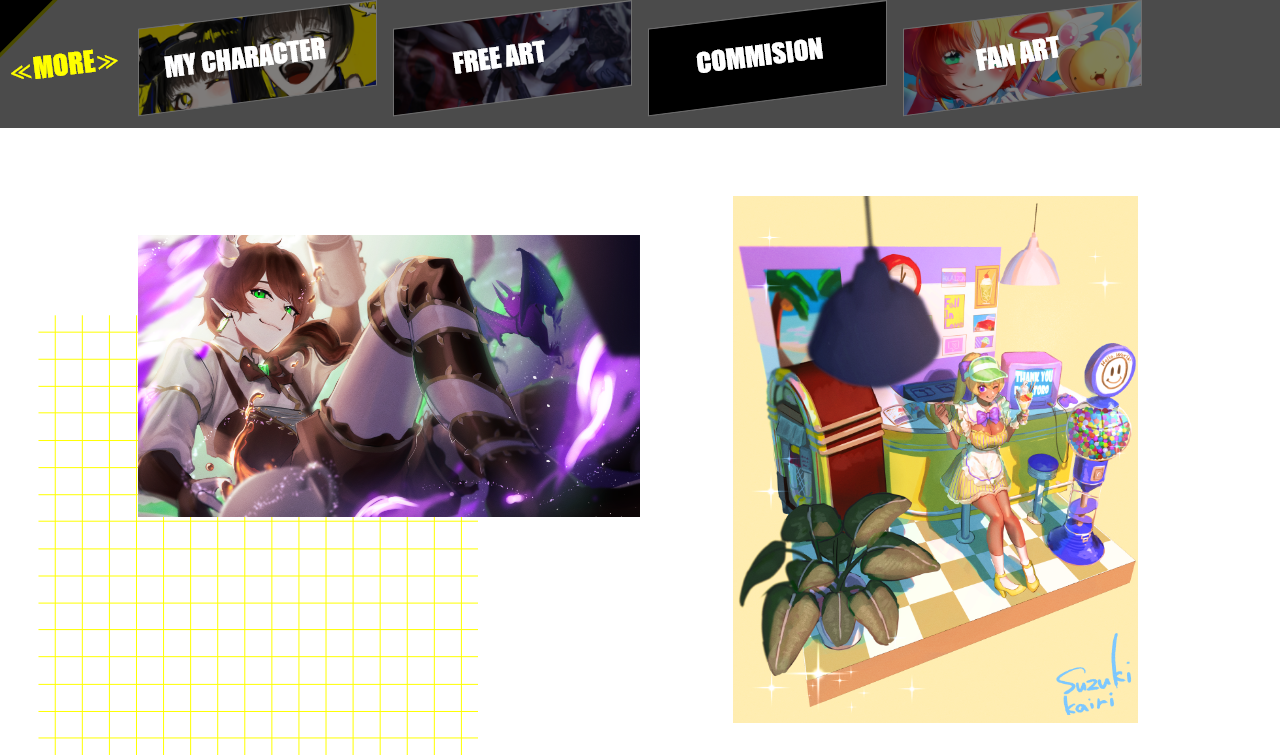 ≪MORE≫
MY CHARACTER
FREE ART
COMMISION
FAN ART
THANK YOU
Suzuki
kairi